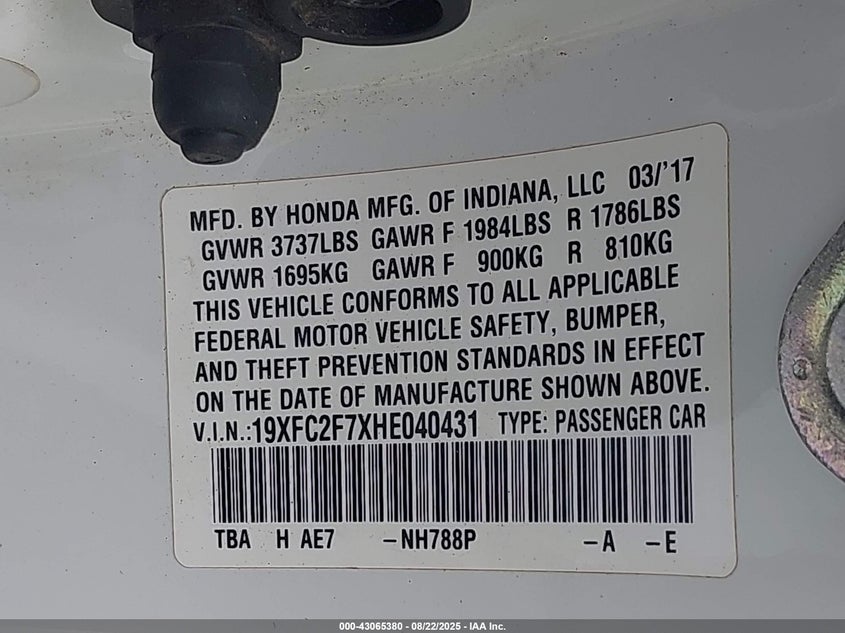 MFD. BY HONDA MFG. OF INDIANA, LLC 03/'17
GVWR 3737LBS GAWR F 1984LBS R 1786LBS
GVWR 1695KG GAWR F 900KG R 810KG
THIS VEHICLE CONFORMS TO ALL APPLICABLE
FEDERAL MOTOR VEHICLE SAFETY, BUMPER,
AND THEFT PREVENTION STANDARDS IN EFFECT
ON THE DATE OF MANUFACTURE SHOWN ABOVE.
V.I.N.:19XFC2F7XHE040431 TYPE: PASSENGER CAR
TBA H AE7 -NH788P -A -E
000-43065380 - 08/22/2025 - IAA Inc.